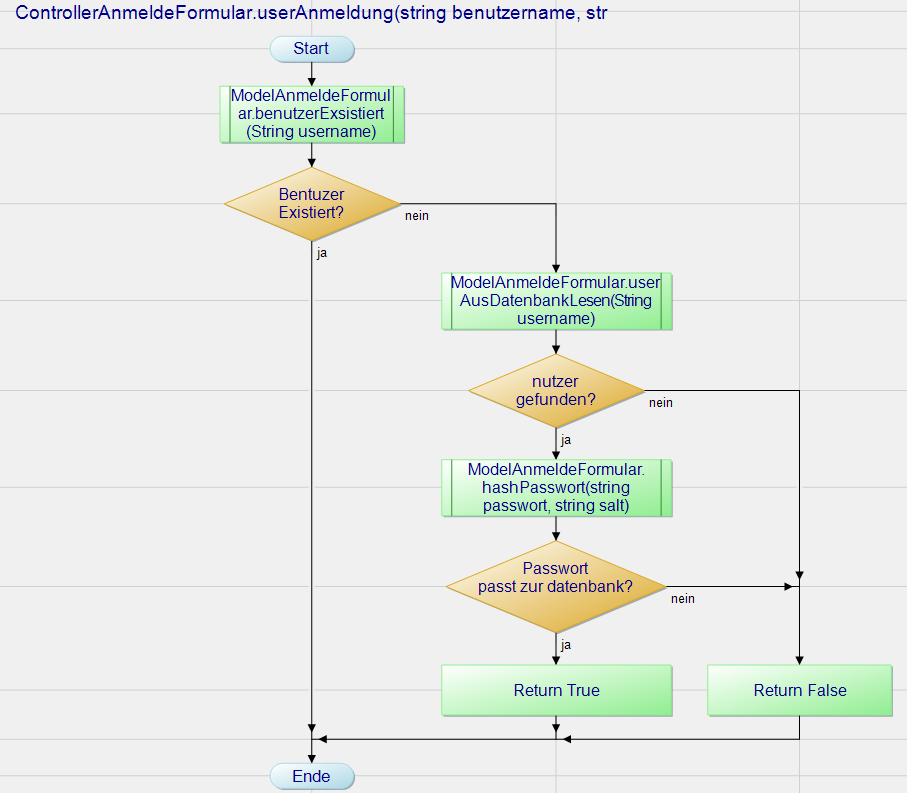 ControllerAnmeldeFormular.userAnmeldung(string benutzername, str
Start
ModelAnmeldeFormul
ar.benutzerExsistiert
(String username)
Bentuzer
Existiert?
nein
ja
ModelAnmeldeFormular.user
AusDatenbankLesen(String
username)
nutzer
gefunden?
nein
ja
ModelAnmeldeFormular.
hashPasswort(string
passwort, string salt)
Passwort
passt zur datenbank?
nein
ja
Return True
Return False
Ende